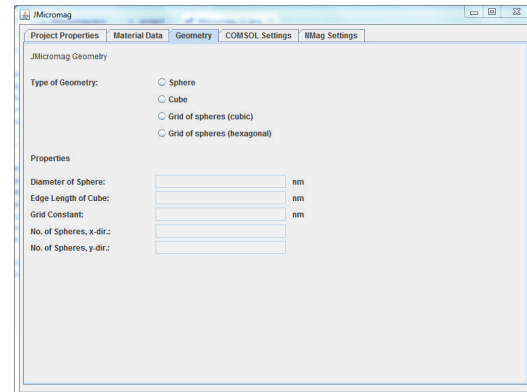 JMicromag
Project Properties Material Data Geometry COMSOL Settings NMag Settings
JMicromag Geometry
Type of Geometry: Sphere
Cube
Grid of spheres (cubic)
Grid of spheres (hexagonal)
Properties
Diameter of Sphere: nm
Edge Length of Cube: nm
Grid Constant: nm
No. of Spheres, x-dir.:
No. of Spheres, y-dir.: